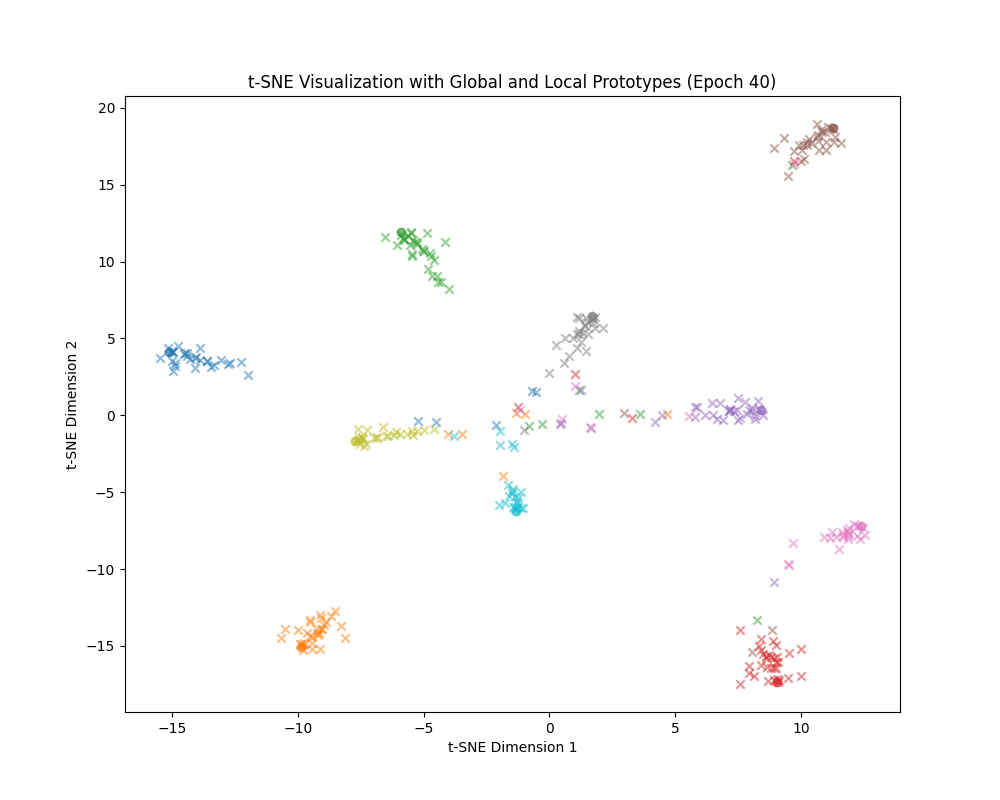 t-SNE Visualization with Global and Local Prototypes (Epoch 40)
20
15
10
5
0
−5
−10
−15
t-SNE Dimension 2
−15 −10 −5 0 5 10
t-SNE Dimension 1